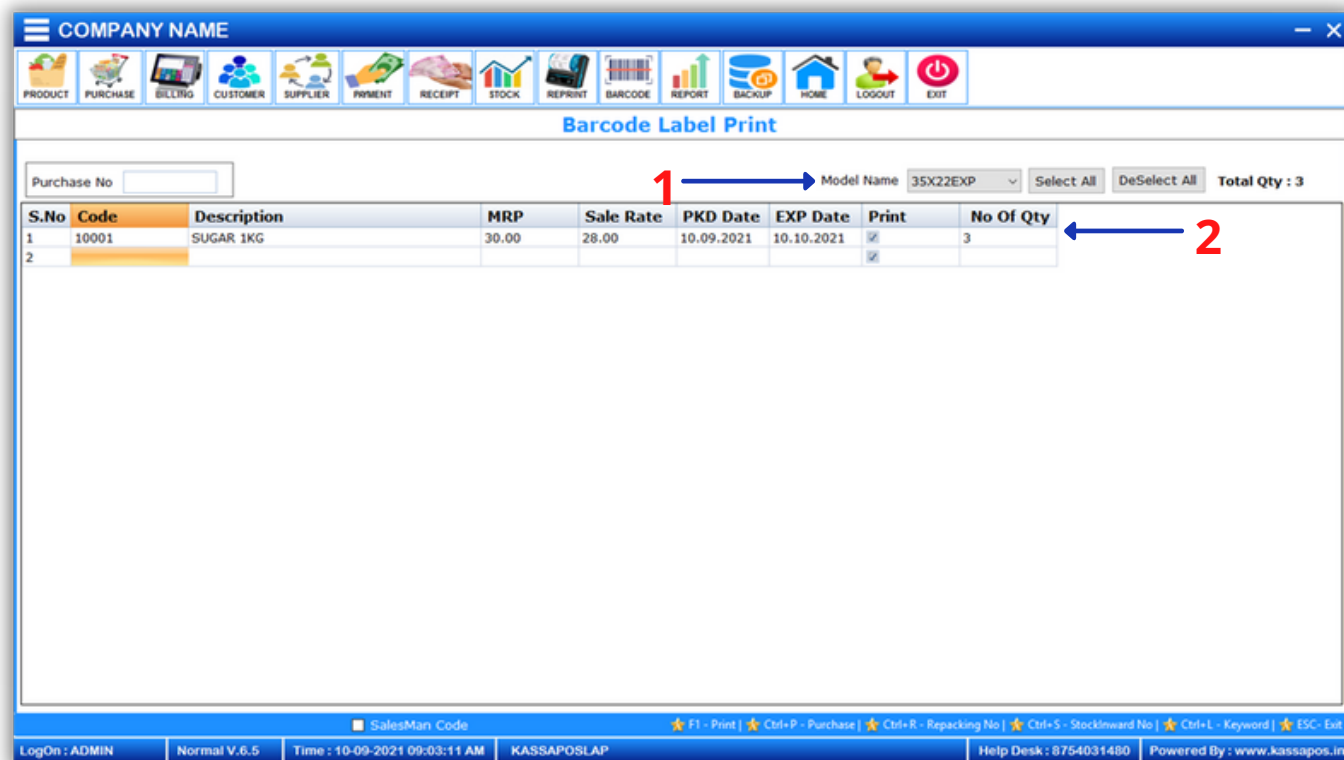 COMPANY NAME
PRODUCT PURCHASE BILLING CUSTOMER SUPPLIER PAYMENT RECEIPT STOCK REPRINT BARCODE REPORT BACKUP HOME LOGOUT EXIT
Barcode Label Print
Purchase No 1 Model Name 35X22EXP Select All DeSelect All Total Qty : 3
S.No Code Description MRP Sale Rate PKD Date EXP Date Print No Of Qty
1 10001 SUGAR 1KG 30.00 28.00 10.09.2021 10.10.2021 3 2
2
SalesMan Code F1 - Print | Ctrl+P - Purchase | Ctrl+R - Repacking No | Ctrl+S - StockInward No | Ctrl+L - Keyword | ESC- Exit
LogOn : ADMIN Normal V.6.5 Time : 10-09-2021 09:03:11 AM KASSAPOSLAP Help Desk : 8754031480 Powered By : www.kassapos.in